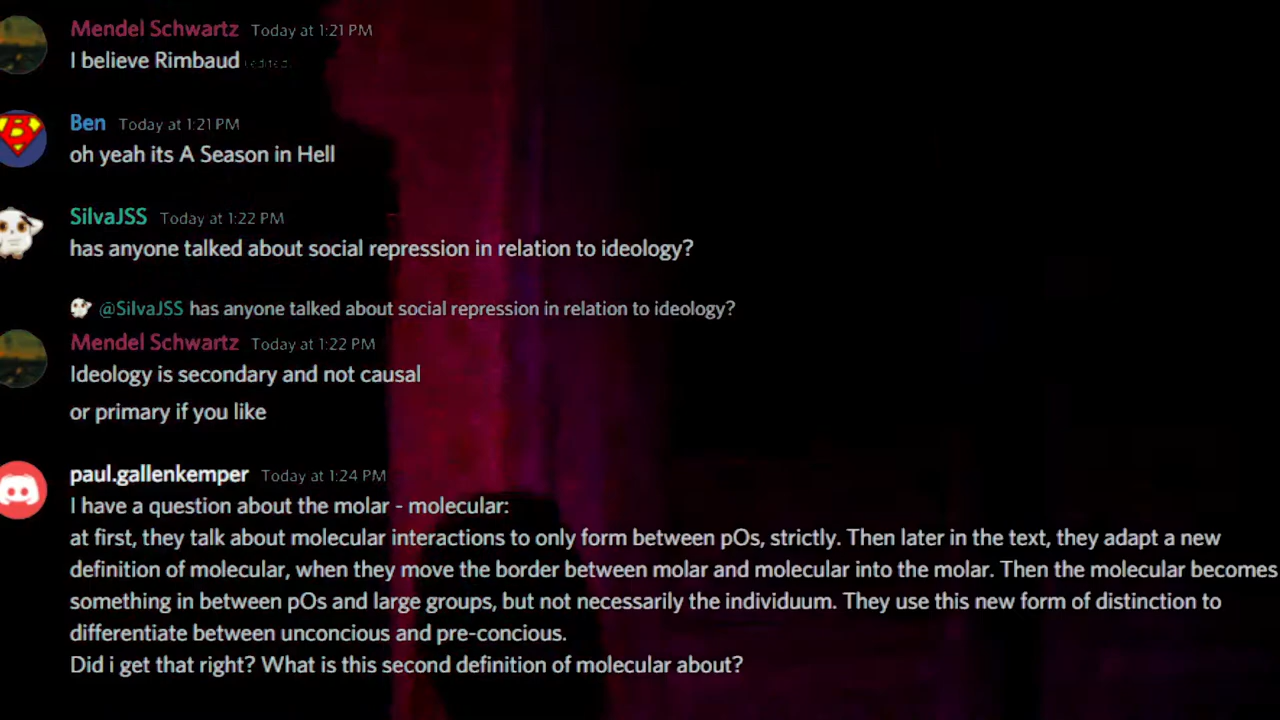 Mendel Schwartz Today at 1:21 PM
I believe Rimbaud (edited)
Ben Today at 1:21 PM
oh yeah its A Season in Hell
SilvaJSS Today at 1:22 PM
has anyone talked about social repression in relation to ideology?
@SilvaJSS has anyone talked about social repression in relation to ideology?
Mendel Schwartz Today at 1:22 PM
Ideology is secondary and not causal
or primary if you like
paul.gallenkemper Today at 1:24 PM
I have a question about the molar - molecular:
at first, they talk about molecular interactions to only form between pOs, strictly. Then later in the text, they adapt a new
definition of molecular, when they move the border between molar and molecular into the molar. Then the molecular becomes
something in between pOs and large groups, but not necessarily the individuum. They use this new form of distinction to
differentiate between unconcious and pre-concious.
Did i get that right? What is this second definition of molecular about?